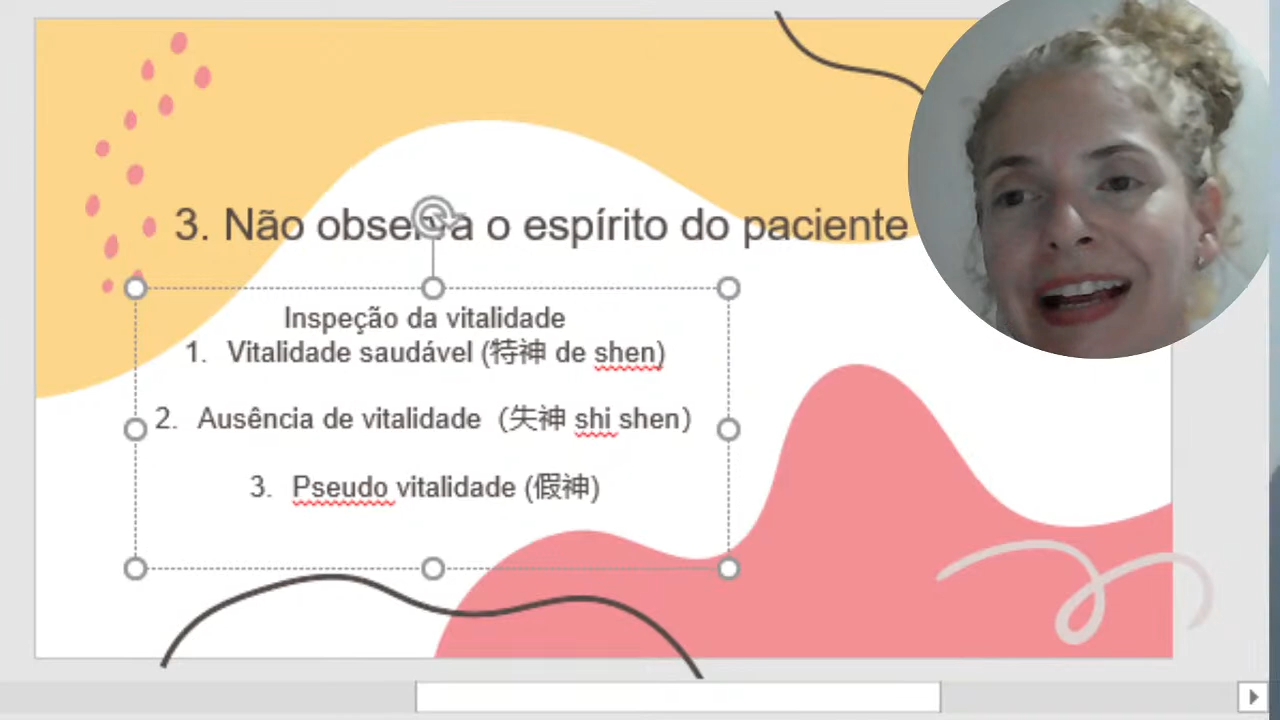 3. Não observa o espírito do paciente
Inspeção da vitalidade
1. Vitalidade saudável (特神 de shen)
2. Ausência de vitalidade （失神 shi shen）
3. Pseudo vitalidade (假神)